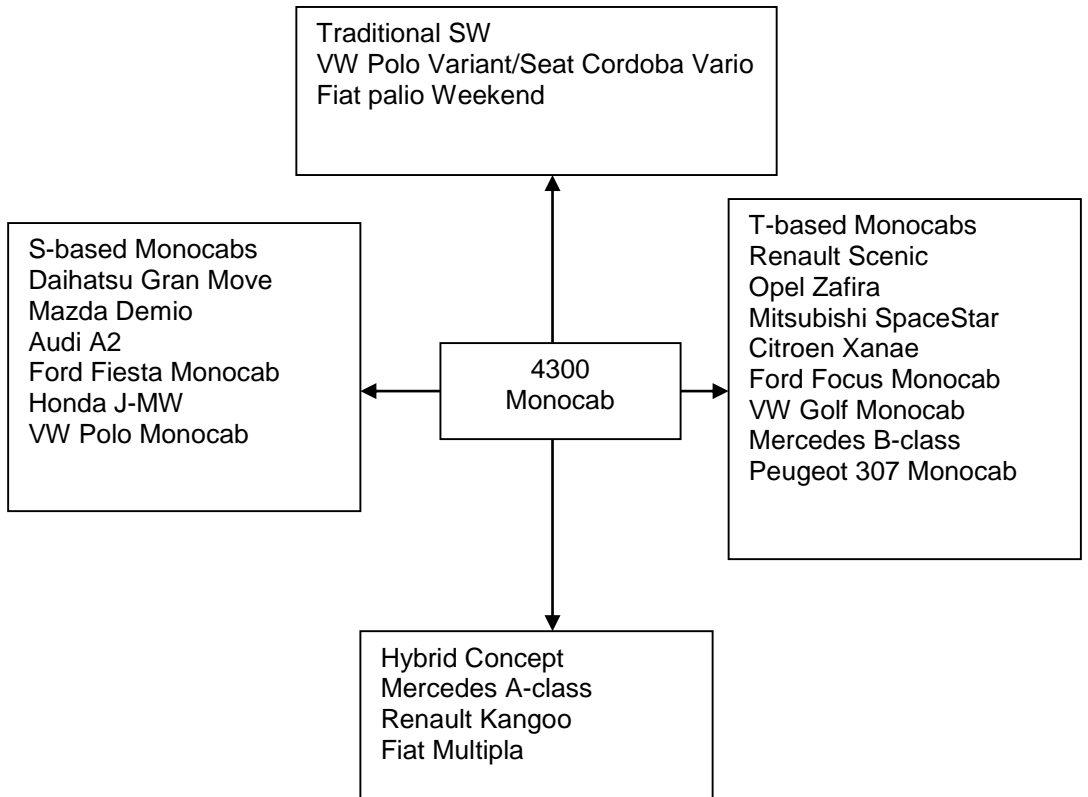 Traditional SW
VW Polo Variant/Seat Cordoba Vario
Fiat palio Weekend
S-based Monocabs
Daihatsu Gran Move
Mazda Demio
Audi A2
Ford Fiesta Monocab
Honda J-MW
VW Polo Monocab
4300
Monocab
T-based Monocabs
Renault Scenic
Opel Zafira
Mitsubishi SpaceStar
Citroen Xanae
Ford Focus Monocab
VW Golf Monocab
Mercedes B-class
Peugeot 307 Monocab
Hybrid Concept
Mercedes A-class
Renault Kangoo
Fiat Multipla